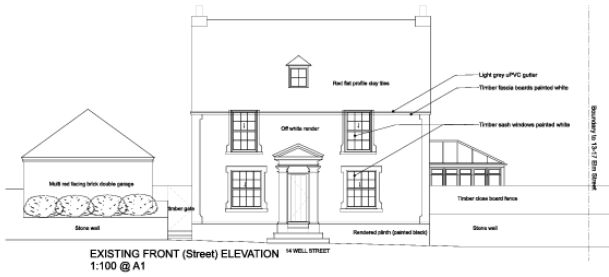 Red flat profile clay tiles
Light grey uPVC gutter
Timber fascia boards painted white
Off white render
Timber sash windows painted white
Boundary to 13-17 Elm Street
Multi red facing brick double garage
Timber gate
Timber close board fence
Stone wall
Rendered plinth (painted black)
Stone wall
14 WELL STREET
EXISTING FRONT (Street) ELEVATION
1:100 @ A1